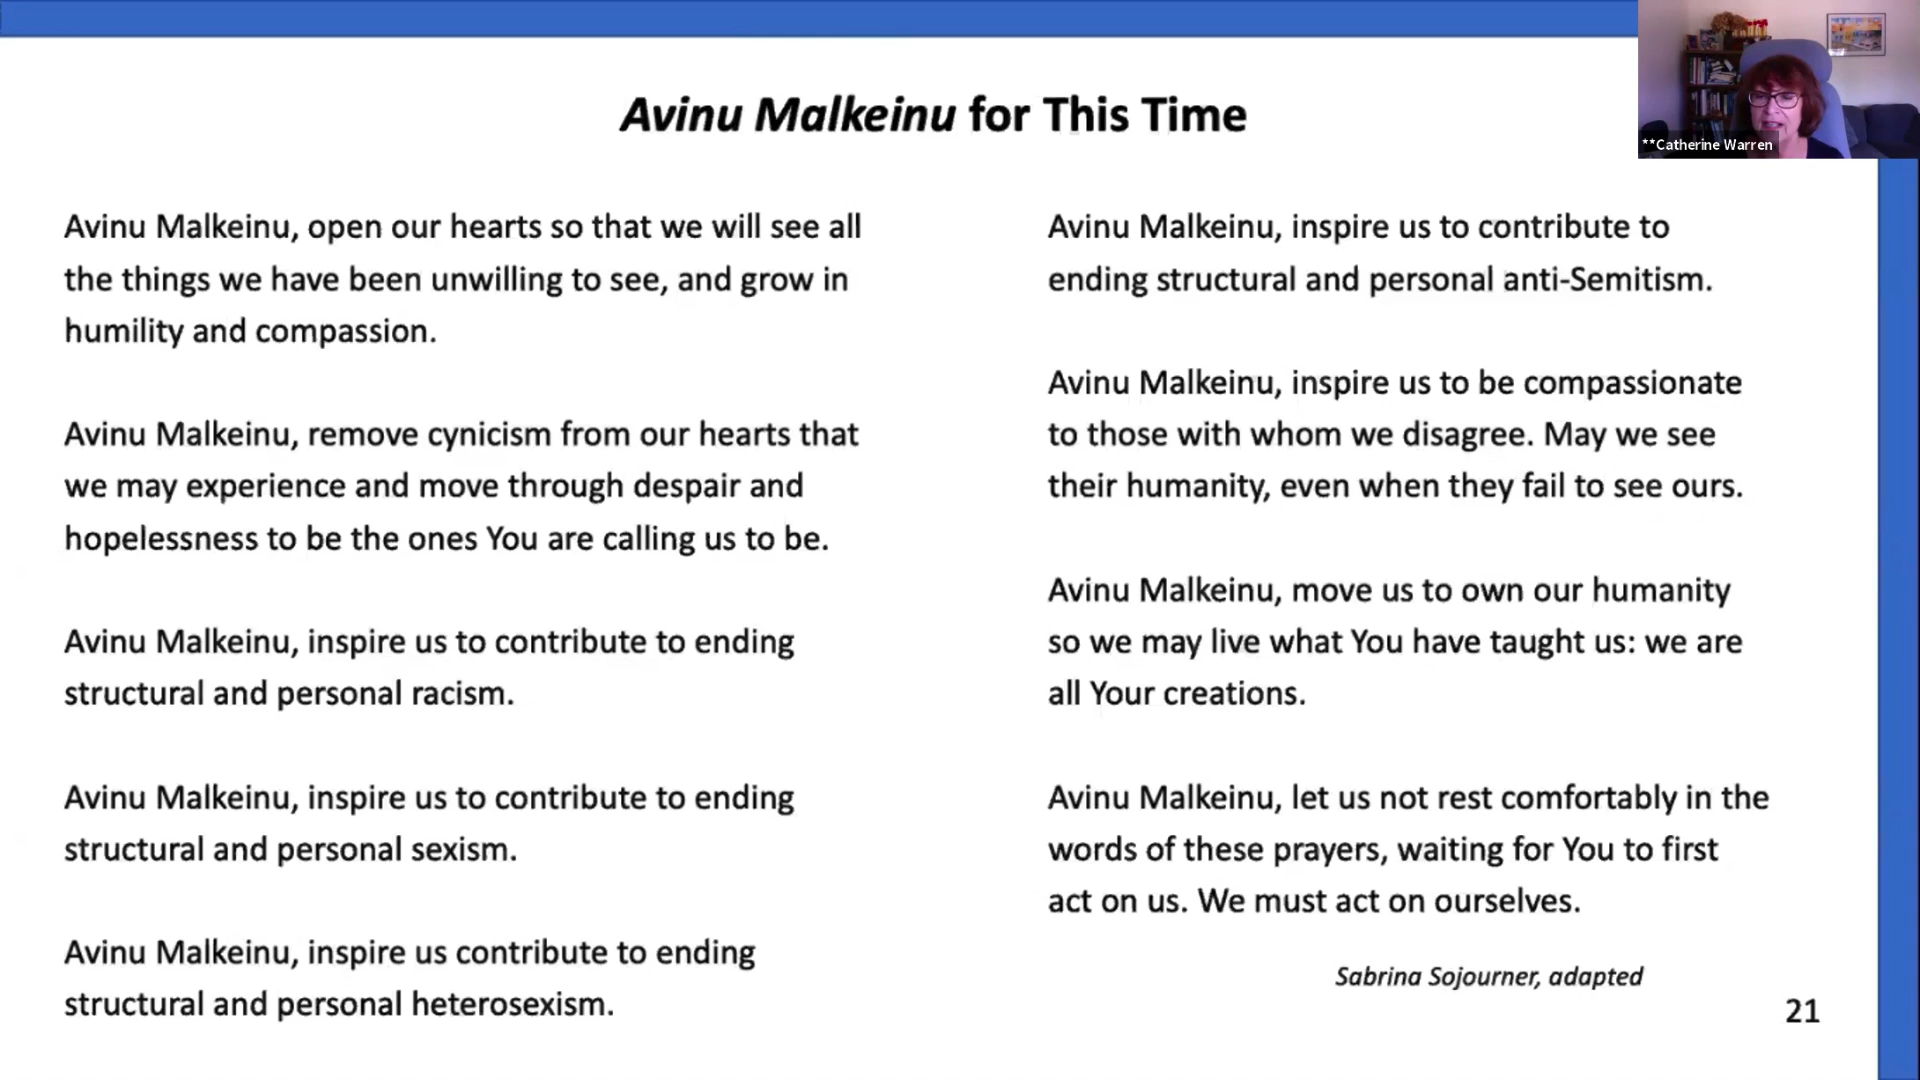 Avinu Malkeinu for This Time
Avinu Malkeinu, open our hearts so that we will see all
the things we have been unwilling to see, and grow in
humility and compassion.
Avinu Malkeinu, remove cynicism from our hearts that
we may experience and move through despair and
hopelessness to be the ones You are calling us to be.
Avinu Malkeinu, inspire us to contribute to ending
structural and personal racism.
Avinu Malkeinu, inspire us to contribute to ending
structural and personal sexism.
Avinu Malkeinu, inspire us contribute to ending
structural and personal heterosexism.
Avinu Malkeinu, inspire us to contribute to
ending structural and personal anti-Semitism.
Avinu Malkeinu, inspire us to be compassionate
to those with whom we disagree. May we see
their humanity, even when they fail to see ours.
Avinu Malkeinu, move us to own our humanity
so we may live what You have taught us: we are
all Your creations.
Avinu Malkeinu, let us not rest comfortably in the
words of these prayers, waiting for You to first
act on us. We must act on ourselves.
Sabrina Sojourner, adapted
21
**Catherine Warren